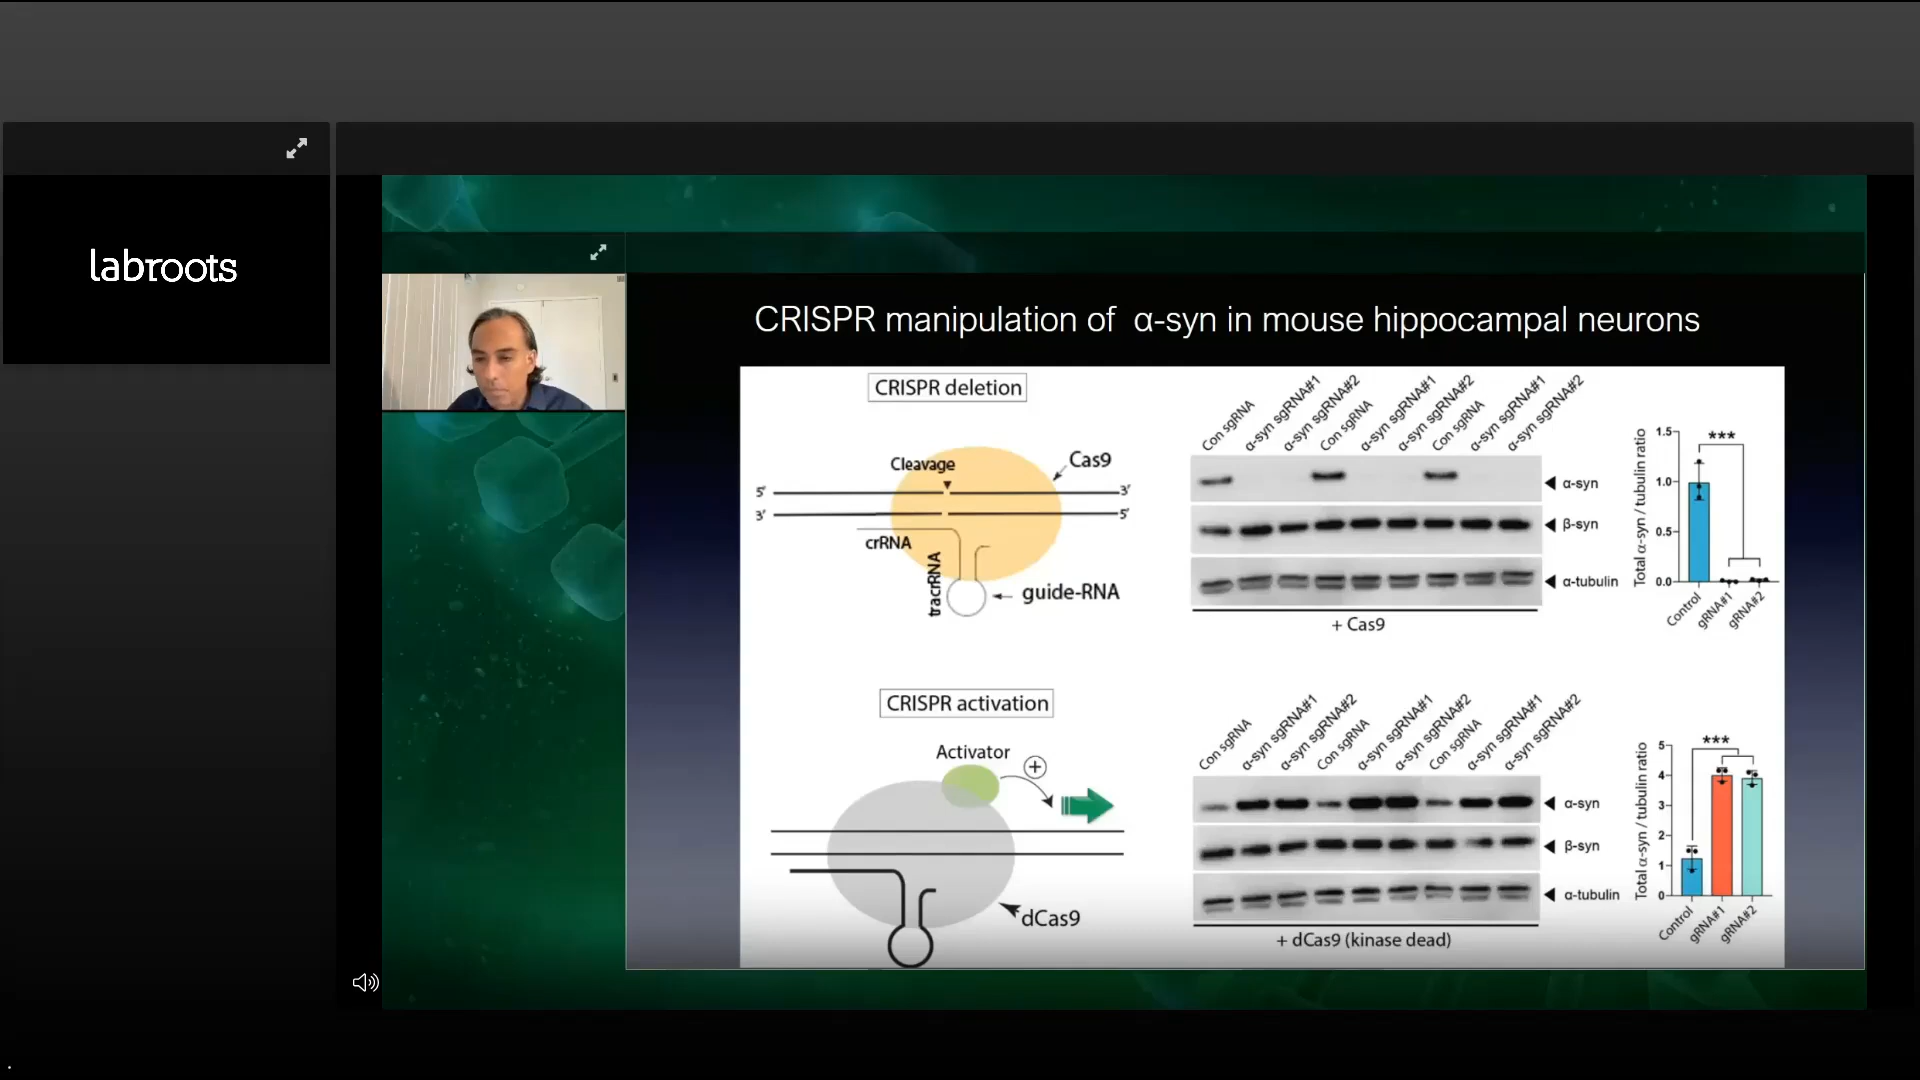 labroots
CRISPR manipulation of α-syn in mouse hippocampal neurons
CRISPR deletion
Cleavage
Cas9
5'
3'
3'
5'
crRNA
tracrRNA
guide-RNA
Con sgRNA
α-syn sgRNA#1
α-syn sgRNA#2
Con sgRNA
α-syn sgRNA#1
α-syn sgRNA#2
Con sgRNA
α-syn sgRNA#1
α-syn sgRNA#2
α-syn
β-syn
α-tubulin
+ Cas9
Total α-syn / tubulin ratio
1.5
1.0
0.5
0.0
***
Control
gRNA#1
gRNA#2
CRISPR activation
Activator
+
dCas9
Con sgRNA
α-syn sgRNA#1
α-syn sgRNA#2
Con sgRNA
α-syn sgRNA#1
α-syn sgRNA#2
Con sgRNA
α-syn sgRNA#1
α-syn sgRNA#2
α-syn
β-syn
α-tubulin
+ dCas9 (kinase dead)
Total α-syn / tubulin ratio
5
4
3
2
1
0
***
Control
gRNA#1
gRNA#2